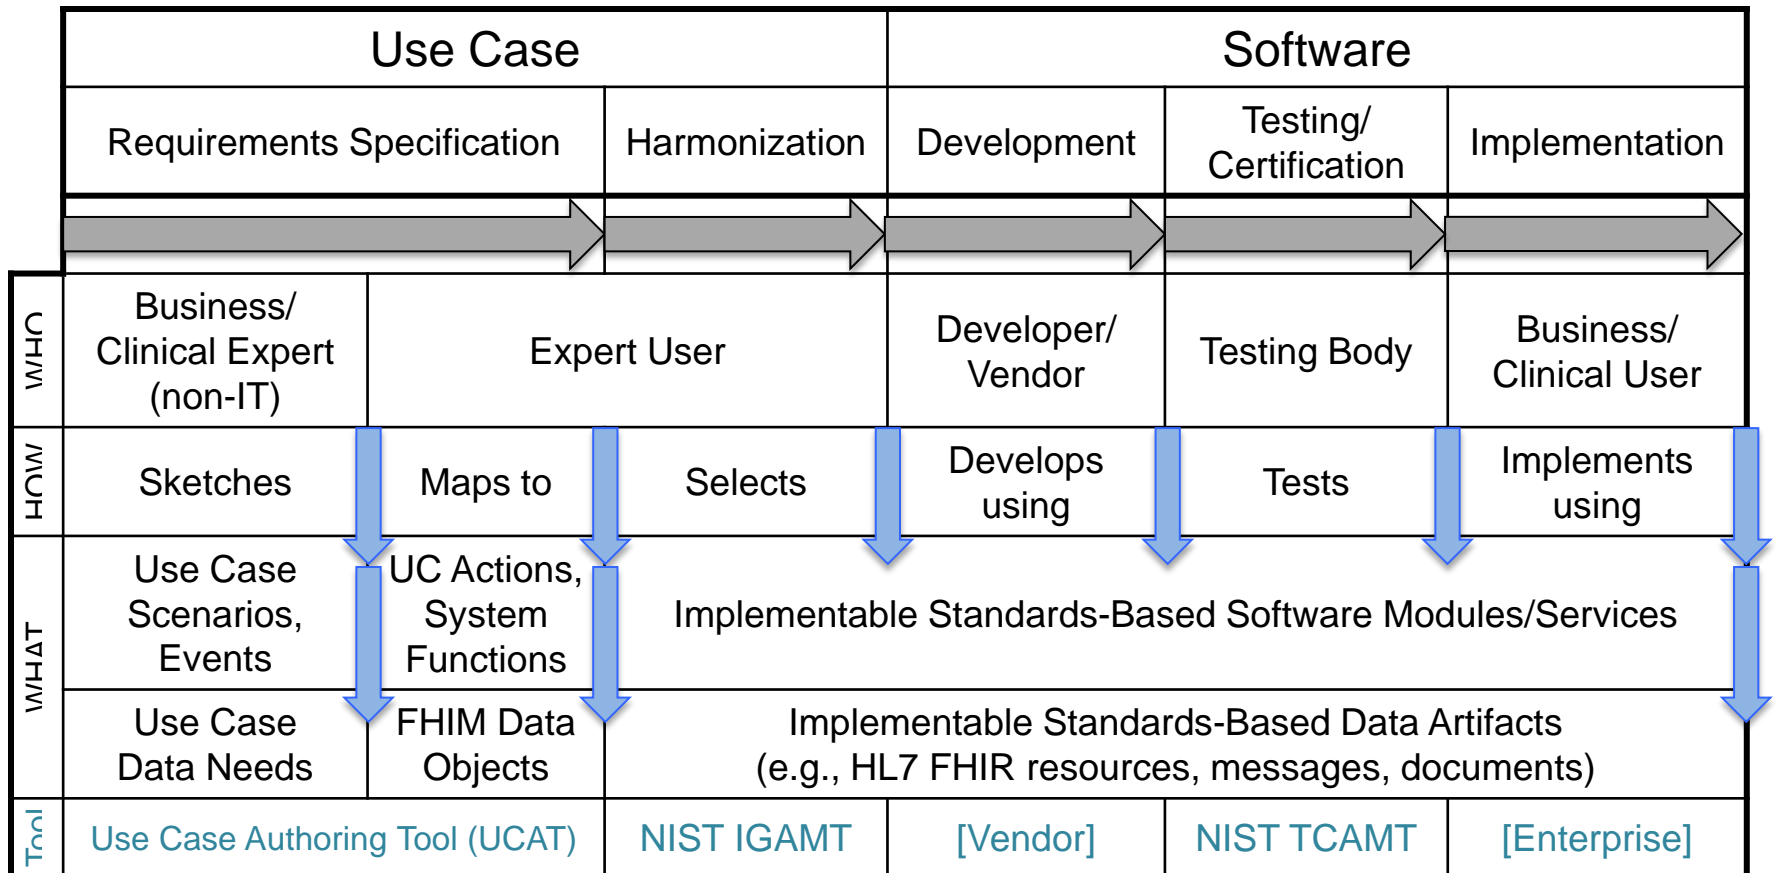 Use Case
Software
Requirements Specification
Harmonization
Development
Testing/
Certification
Implementation
WHO
Business/
Clinical Expert
(non-IT)
Expert User
Developer/
Vendor
Testing Body
Business/
Clinical User
HOW
Sketches
Maps to
Selects
Develops
using
Tests
Implements
using
WHAT
Use Case
Scenarios,
Events
UC Actions,
System
Functions
Implementable Standards-Based Software Modules/Services
Use Case
Data Needs
FHIM Data
Objects
Implementable Standards-Based Data Artifacts
(e.g., HL7 FHIR resources, messages, documents)
Tool
Use Case Authoring Tool (UCAT)
NIST IGAMT
[Vendor]
NIST TCAMT
[Enterprise]